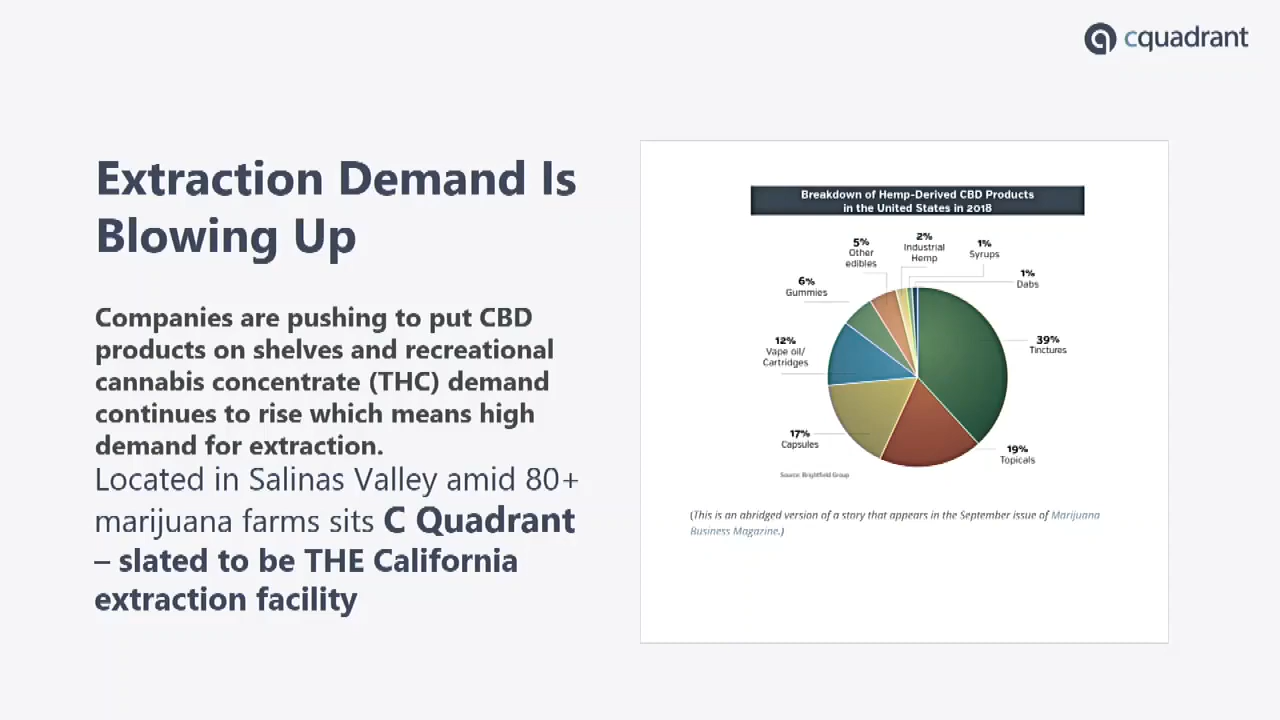 cquadrant
Extraction Demand Is
Blowing Up
Companies are pushing to put CBD
products on shelves and recreational
cannabis concentrate (THC) demand
continues to rise which means high
demand for extraction.
Located in Salinas Valley amid 80+
marijuana farms sits C Quadrant
– slated to be THE California
extraction facility
Breakdown of Hemp-Derived CBD Products
in the United States in 2018
5%
Other
edibles
2%
Industrial
Hemp
1%
Syrups
1%
Dabs
6%
Gummies
39%
Tinctures
12%
Vape oil/
Cartridges
17%
Capsules
19%
Topicals
Source: Brightfield Group
(This is an abridged version of a story that appears in the September issue of Marijuana
Business Magazine.)